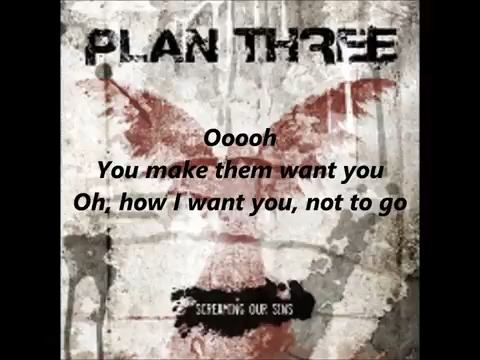 PLAN THREE
Ooooh
You make them want you
Oh, how I want you, not to go
SCREAMING OUR SINS